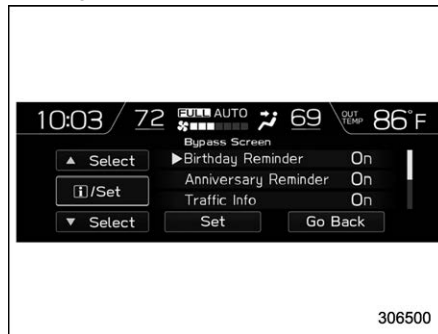 10:03 72 FULL AUTO 69 OUT TEMP 86°F
Bypass Screen
▲ Select ▶Birthday Reminder On
i/Set Anniversary Reminder On
Traffic Info On
▼ Select Set Go Back
306500